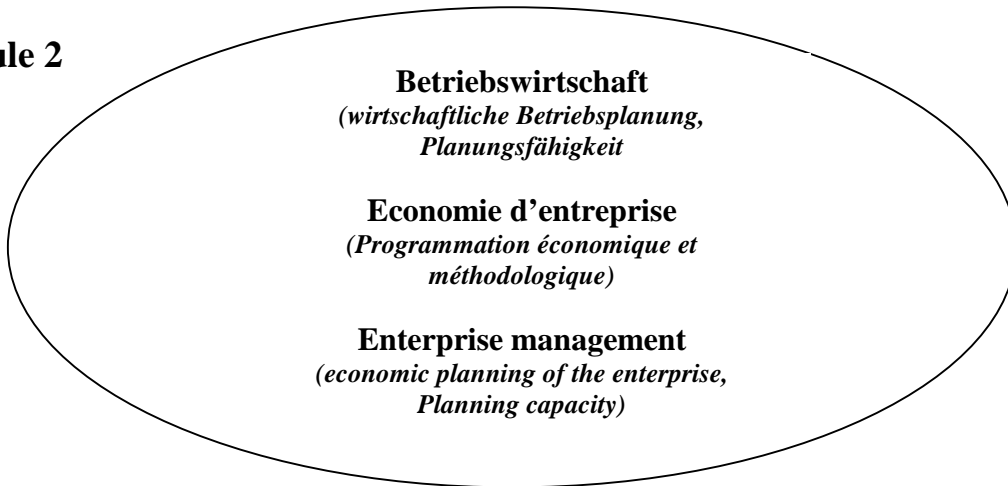 ule 2
Betriebswirtschaft
(wirtschaftliche Betriebsplanung,
Planungsfähigkeit
Economie d’entreprise
(Programmation économique et
méthodologique)
Enterprise management
(economic planning of the enterprise,
Planning capacity)